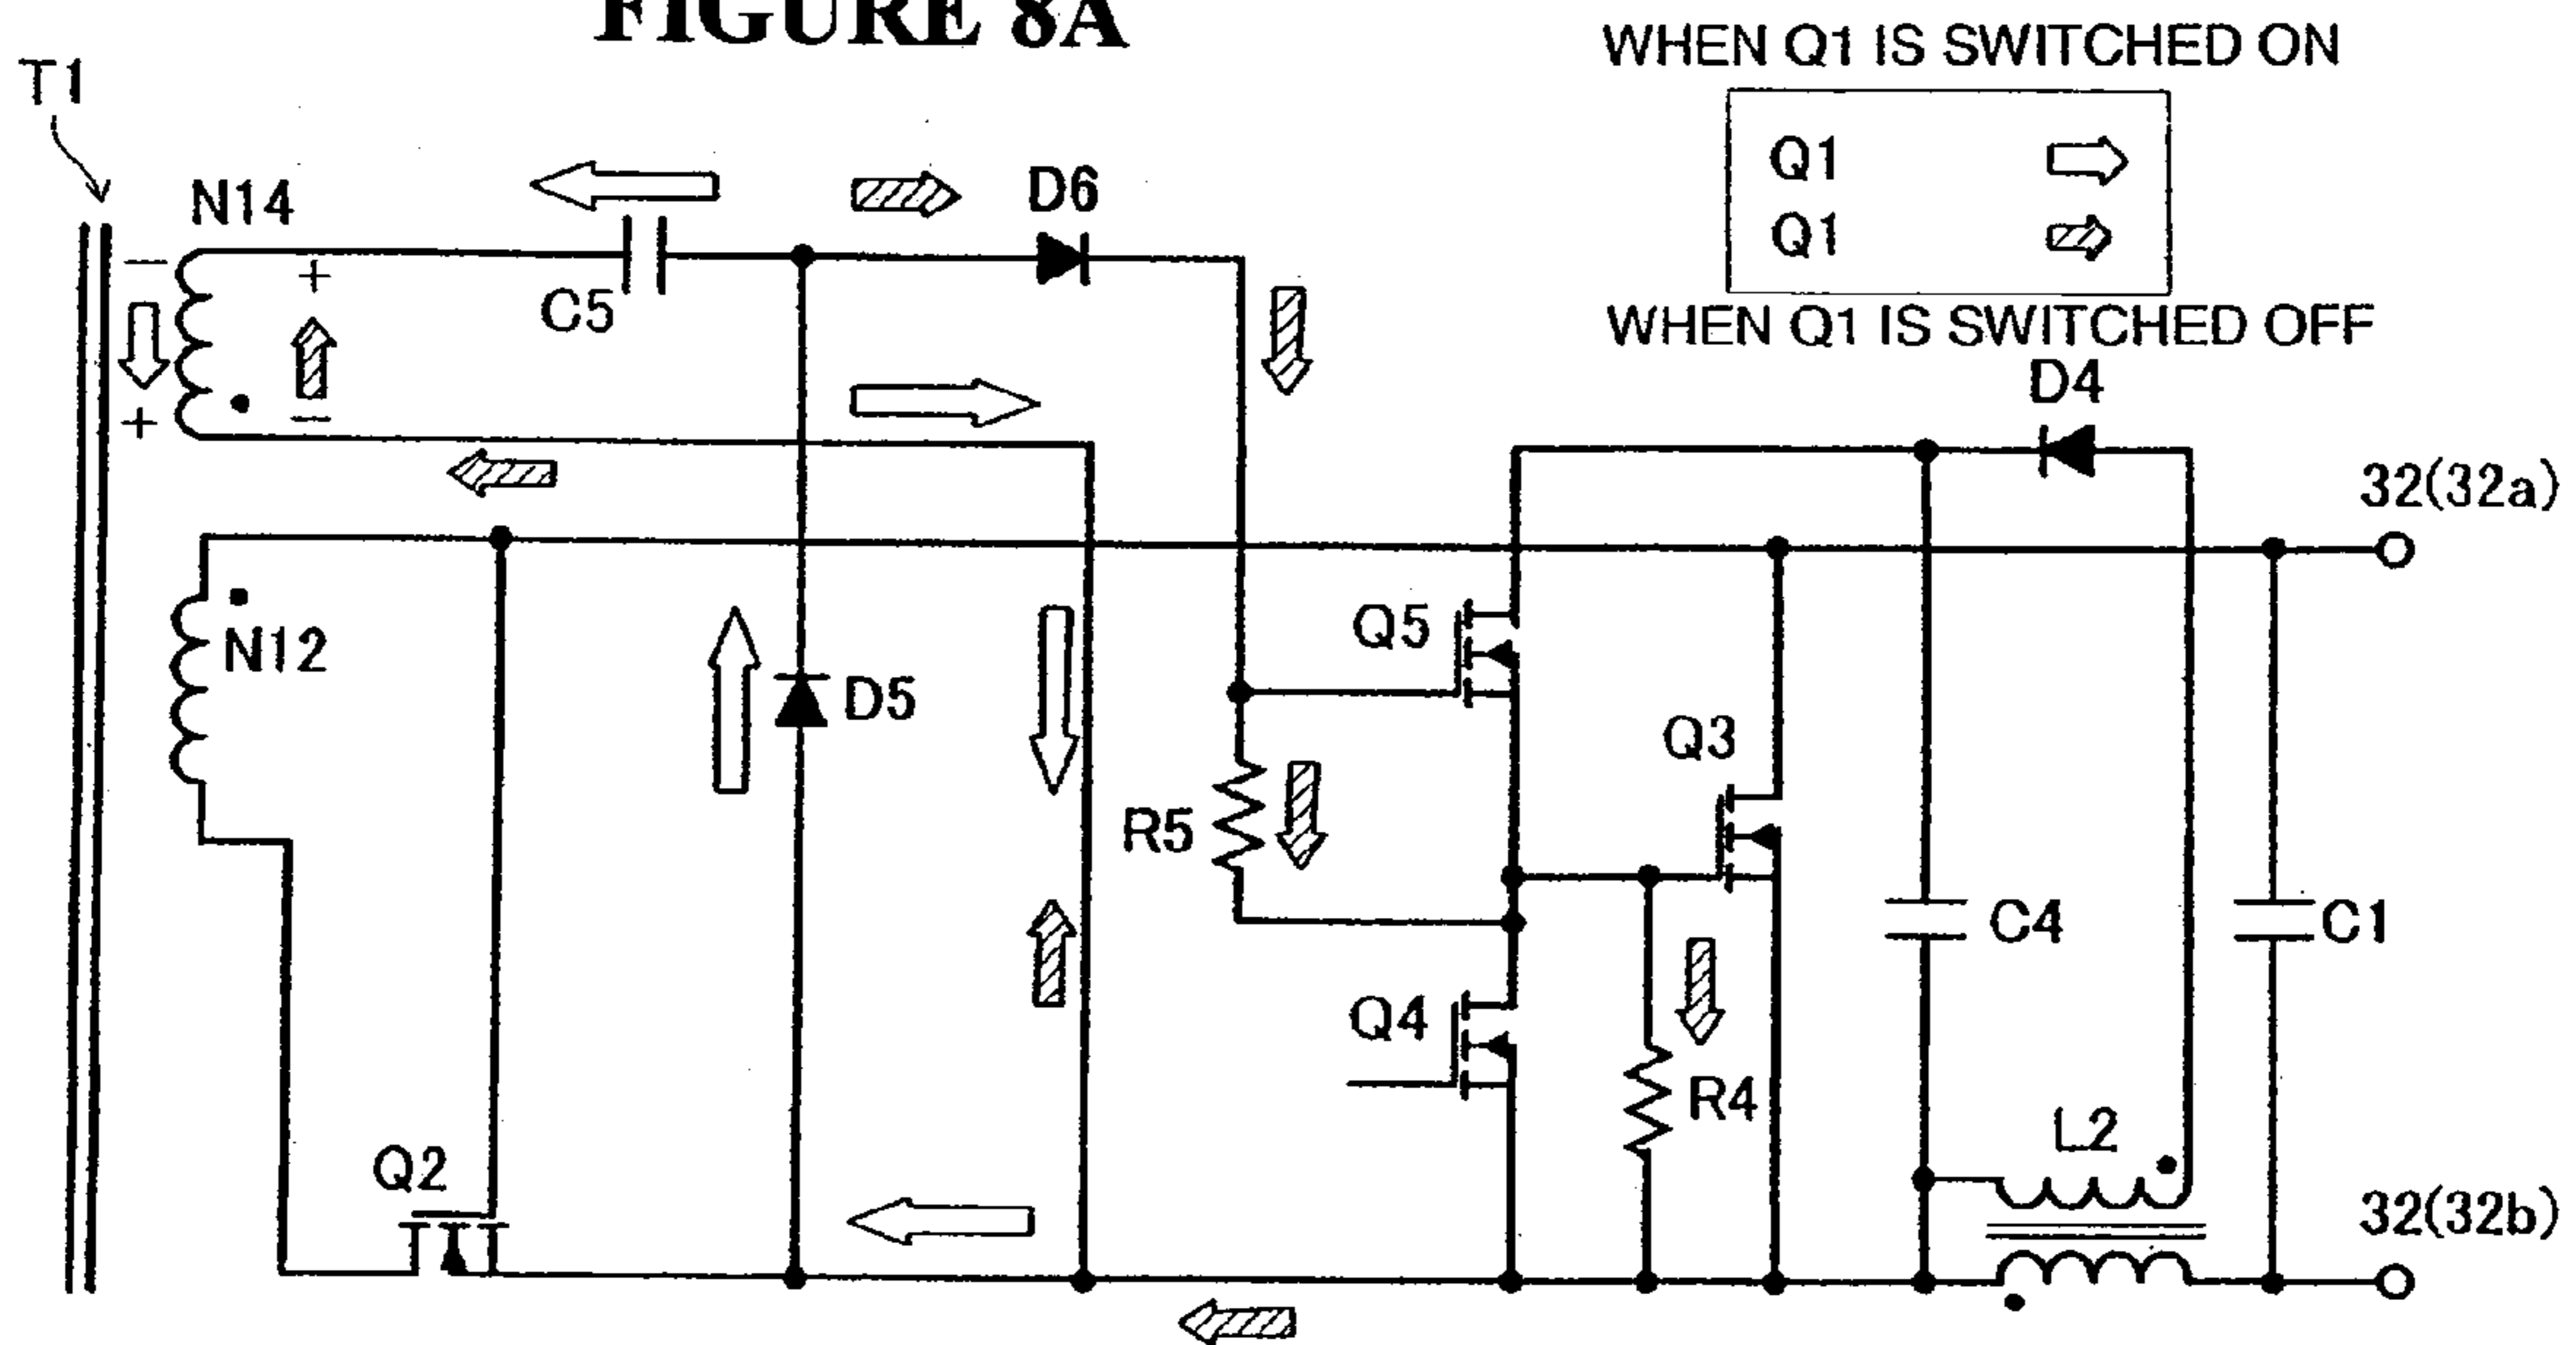 FIGURE 8A
WHEN Q1 IS SWITCHED ON
T1
Q1
Q1
WHEN Q1 IS SWITCHED OFF
N14
D6
−
+
C5
+
−
D4
32(32a)
N12
Q5
D5
Q3
R5
C4
C1
Q4
R4
L2
Q2
32(32b)